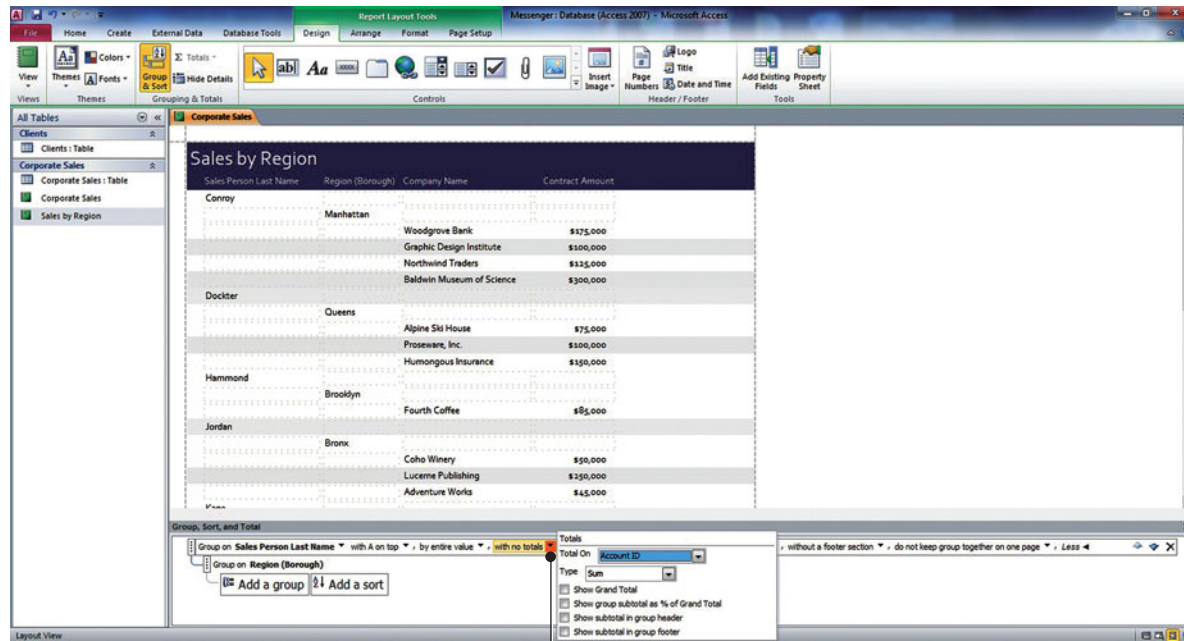 Report Layout Tools
Messenger : Database (Access 2007) - Microsoft Access
File Home Create External Data Database Tools Design Arrange Format Page Setup
View
Themes
Colors
Fonts
Group & Sort
Σ Totals
Hide Details
Insert Image
Page Numbers
Logo
Title
Date and Time
Add Existing Fields
Property Sheet
Views Themes Grouping & Totals Controls Header / Footer Tools
All Tables
Clients
Clients : Table
Corporate Sales
Corporate Sales : Table
Corporate Sales
Sales by Region
Corporate Sales
Sales by Region
Sales Person Last Name Region (Borough) Company Name Contract Amount
Conroy
Manhattan
Woodgrove Bank $175,000
Graphic Design Institute $100,000
Northwind Traders $125,000
Baldwin Museum of Science $300,000
Dockter
Queens
Alpine Ski House $75,000
Proseware, Inc. $100,000
Humongous Insurance $150,000
Hammond
Brooklyn
Fourth Coffee $85,000
Jordan
Bronx
Coho Winery $50,000
Lucerne Publishing $250,000
Adventure Works $45,000
Group, Sort, and Total
Group on Sales Person Last Name with A on top , by entire value , with no totals , without a footer section , do not keep group together on one page , Less
Group on Region (Borough)
Add a group Add a sort
Totals
Total On Account ID
Type Sum
Show Grand Total
Show group subtotal as % of Grand Total
Show subtotal in group header
Show subtotal in group footer
Layout View